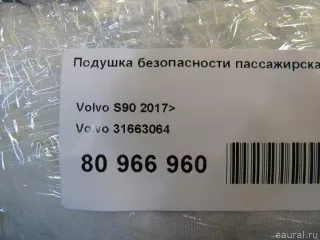 Подушка безопасности пассажирска
Volvo S90 2017>
Volvo 31663064
80 966 960
eaural.ru